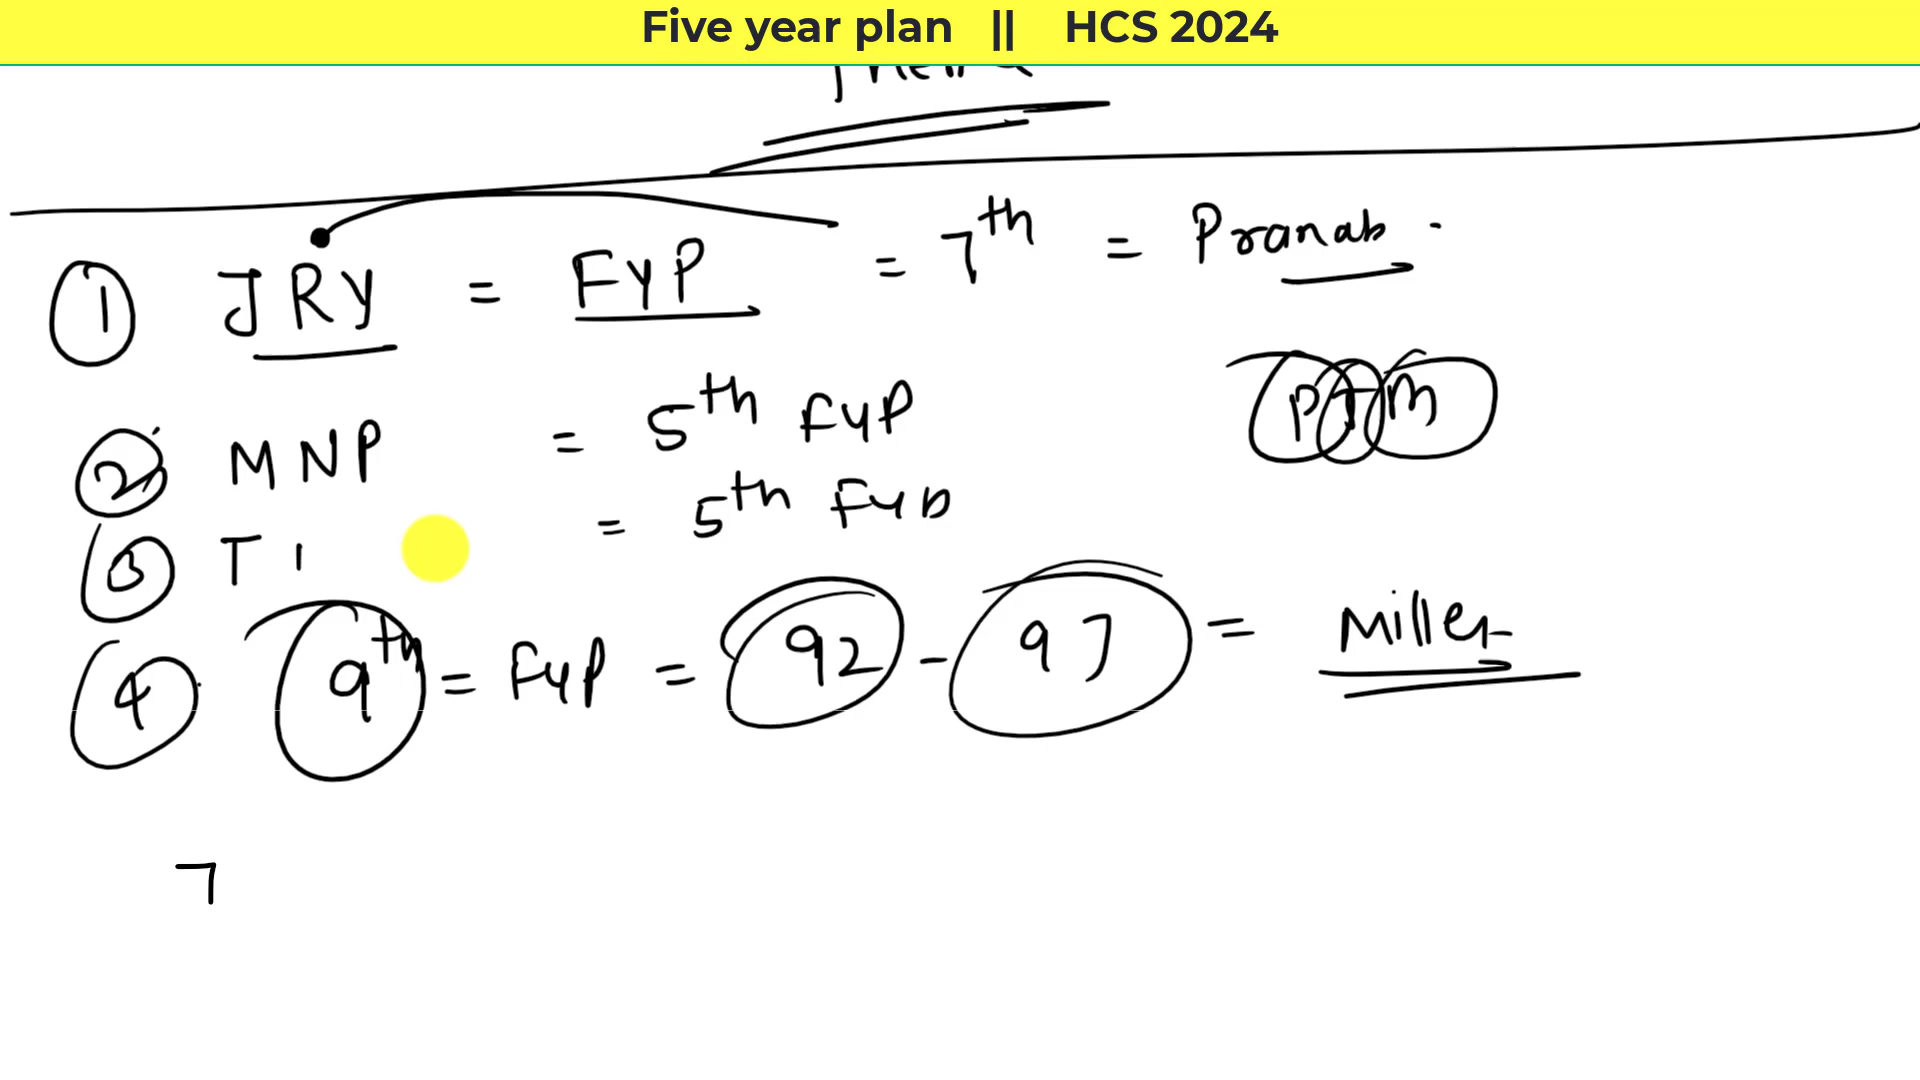 Five year plan || HCS 2024
① JRY = FYP = 7th = Pranab
PTM
② MNP = 5th FYP
③ T = 5th FYP
④ 9th = FYP = 92 - 97 = Miller
7